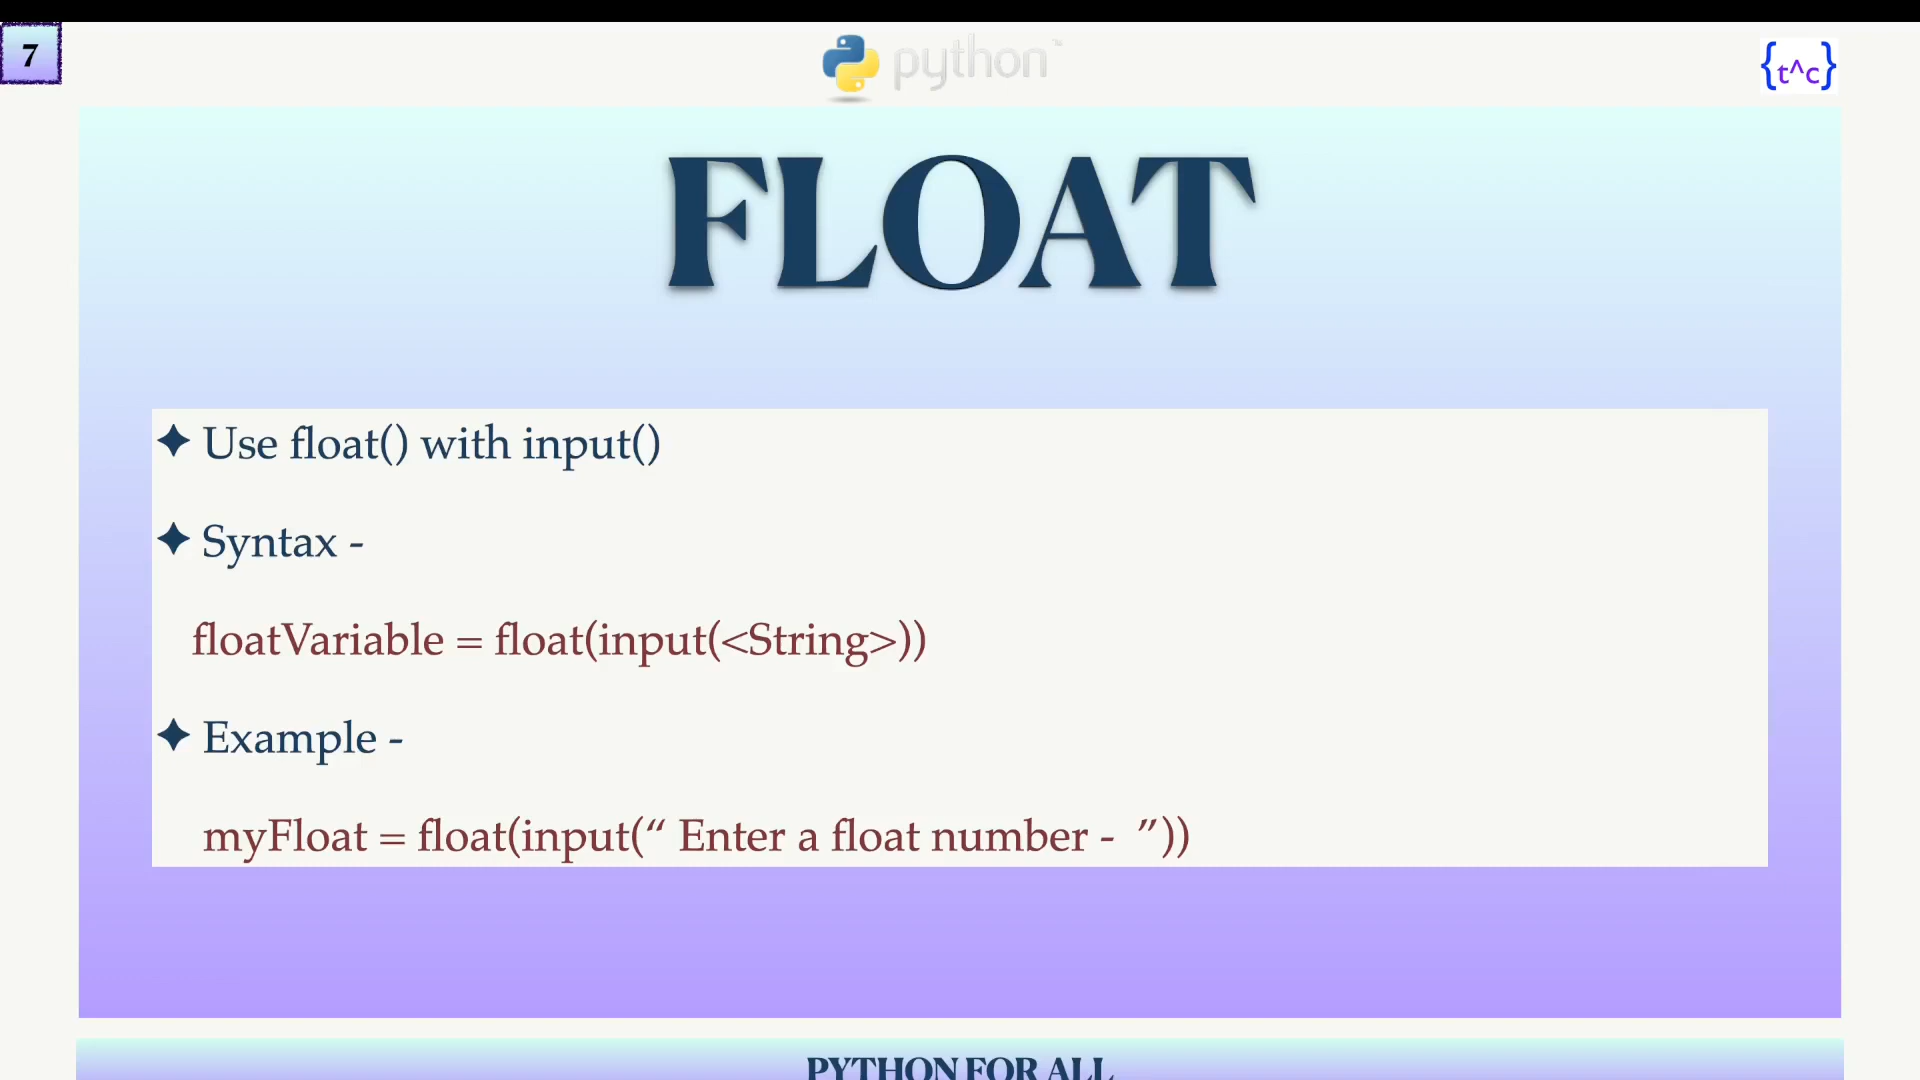 7
python™
{t^c}
FLOAT
✦ Use float() with input()
✦ Syntax -
floatVariable = float(input(<String>))
✦ Example -
myFloat = float(input(“ Enter a float number -  ”))
PYTHON FOR ALL